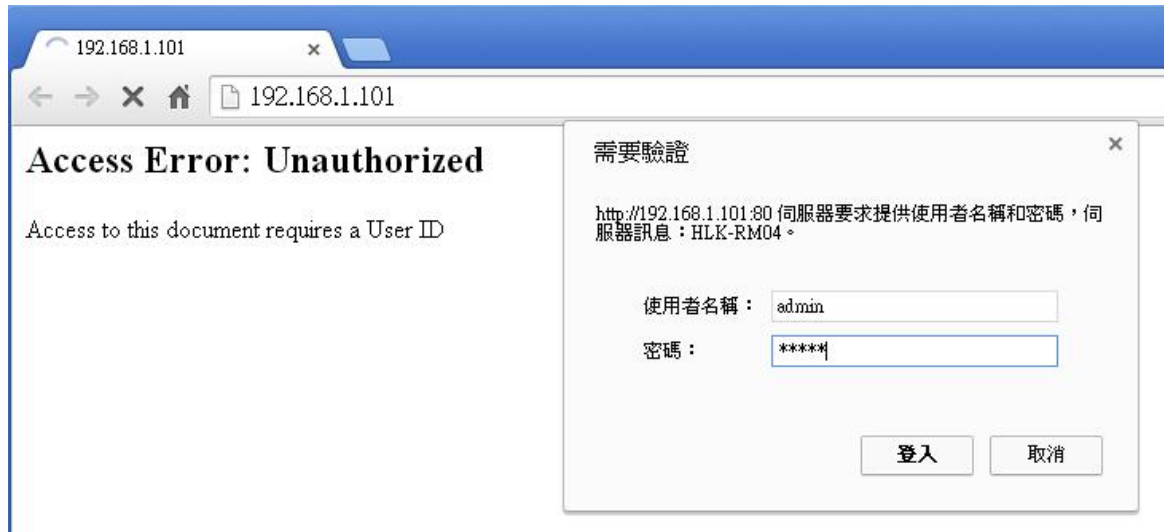 192.168.1.101
192.168.1.101
Access Error: Unauthorized
Access to this document requires a User ID
需要驗證
http://192.168.1.101:80 伺服器要求提供使用者名稱和密碼，伺
服器訊息：HLK-RM04。
使用者名稱： admin
密碼： *****
登入 取消